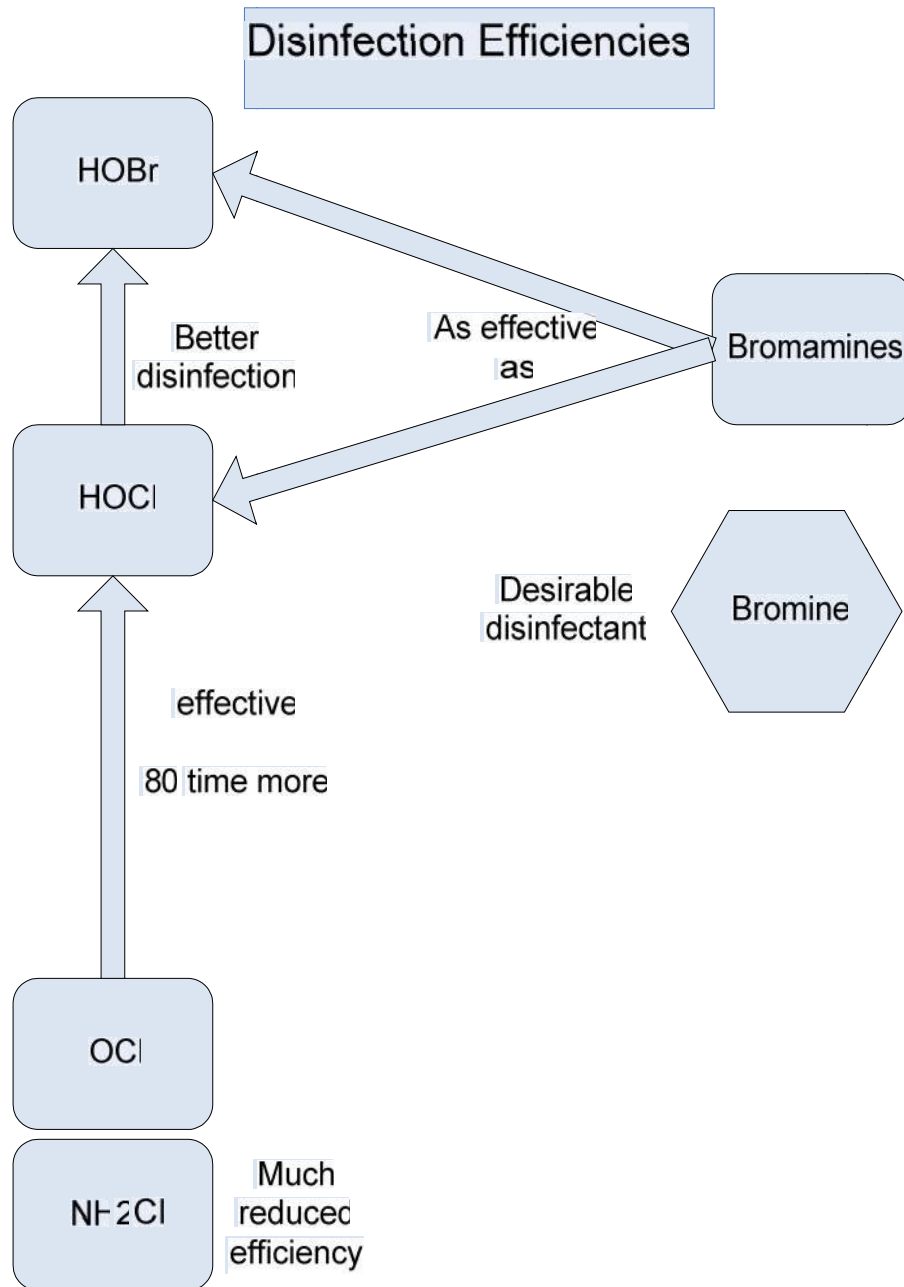 Disinfection Efficiencies
HOBr
Better
disinfection
As effective
as
Bromamines
HOCl
Desirable
disinfectant
Bromine
effective
80 time more
OCl
NH2Cl
Much
reduced
efficiency